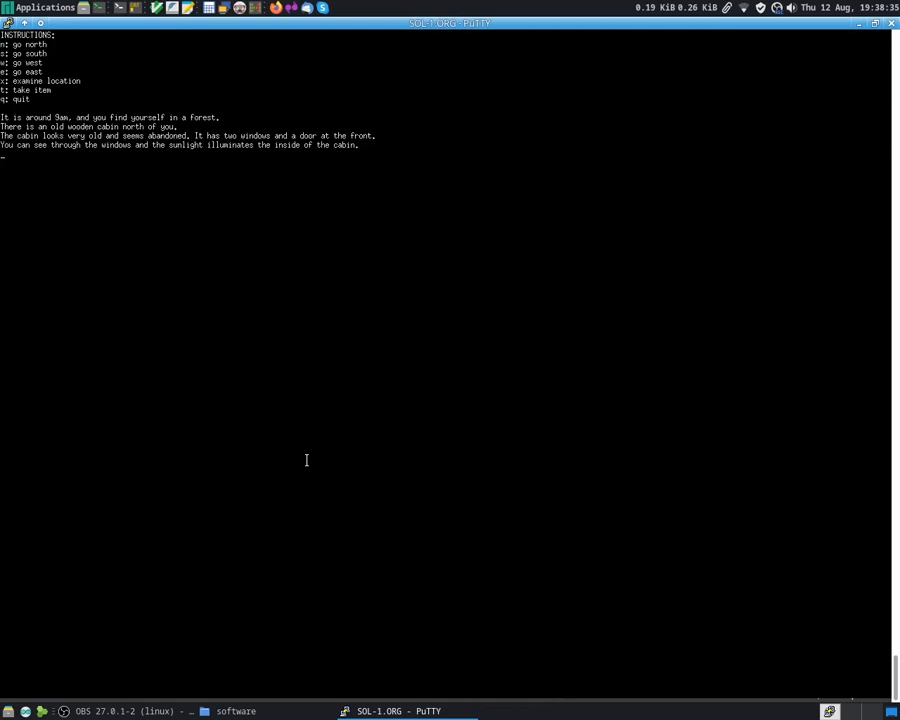 Applications
0.19 KiB 0.26 KiB
Thu 12 Aug, 19:38:35
SOL-1.ORG - PuTTY
INSTRUCTIONS:
n: go north
s: go south
w: go west
e: go east
x: examine location
t: take item
q: quit
It is around 9am, and you find yourself in a forest.
There is an old wooden cabin north of you.
The cabin looks very old and seems abandoned. It has two windows and a door at the front.
You can see through the windows and the sunlight illuminates the inside of the cabin.
OBS 27.0.1-2 (linux) - …
software
SOL-1.ORG - PuTTY